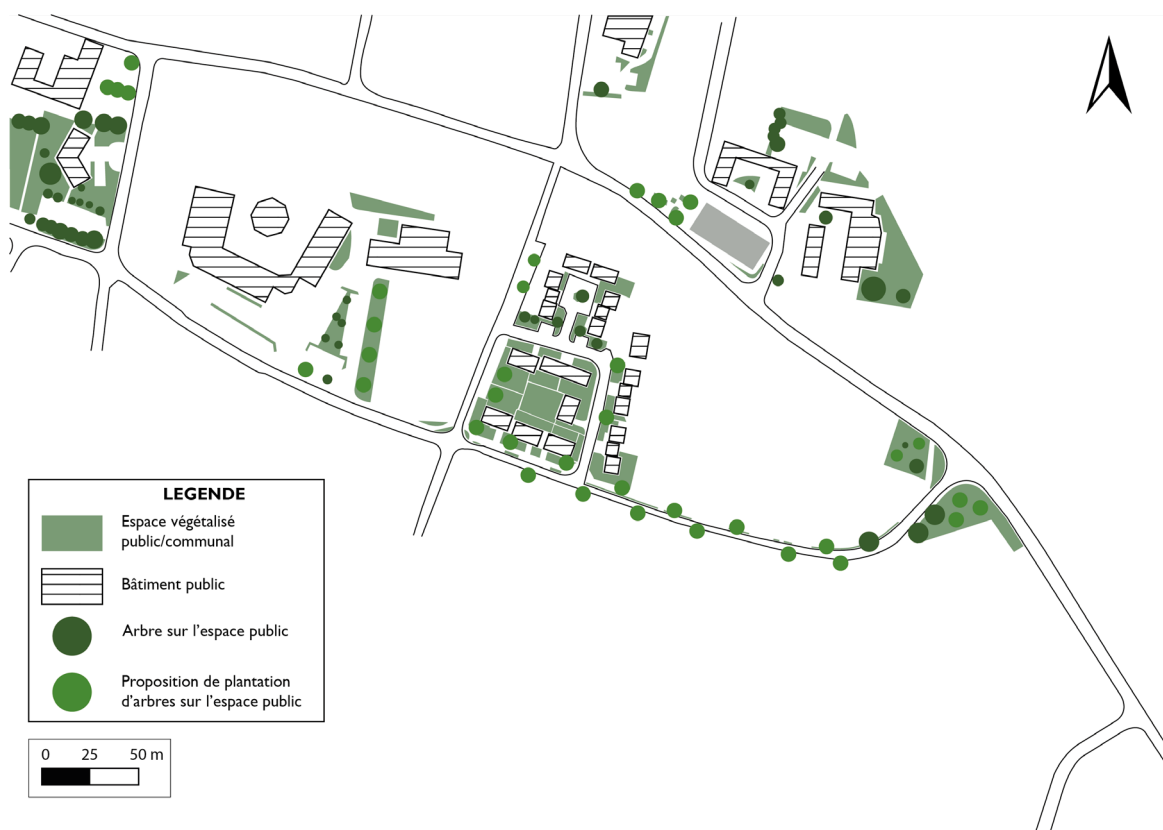 LEGENDE
Espace végétalisé
public/communal
Bâtiment public
Arbre sur l'espace public
Proposition de plantation
d'arbres sur l'espace public
0 25 50 m